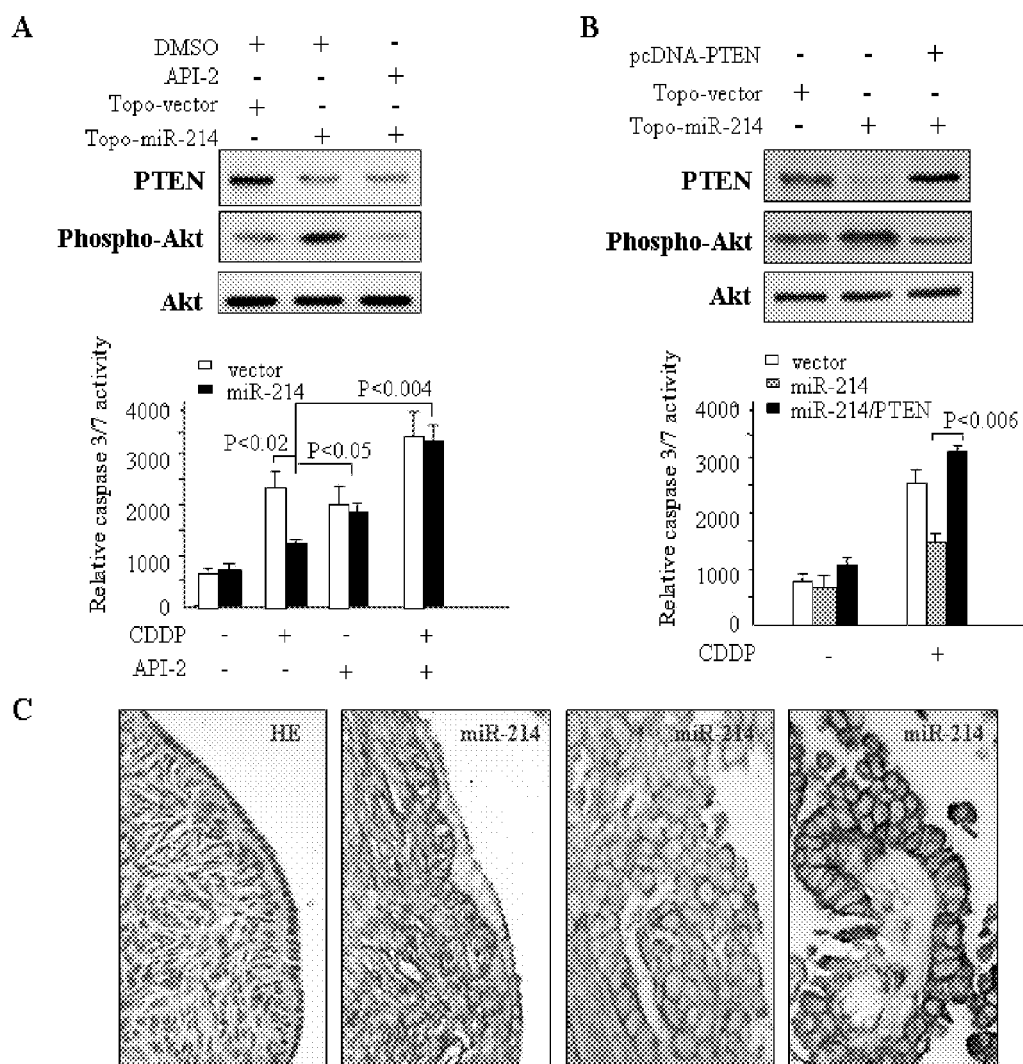 A
DMSO + + -
API-2 - - +
Topo-vector + - -
Topo-miR-214 - + +
PTEN
Phospho-Akt
Akt
vector
miR-214
Relative caspase 3/7 activity
4000
3000
2000
1000
0
P<0.02
P<0.05
P<0.004
CDDP - + - +
API-2 - - + +
B
pcDNA-PTEN - - +
Topo-vector + - -
Topo-miR-214 - + +
PTEN
Phospho-Akt
Akt
vector
miR-214
miR-214/PTEN
Relative caspase 3/7 activity
4000
3000
2000
1000
0
P<0.006
CDDP - +
C
HE
miR-214
miR-214
miR-214